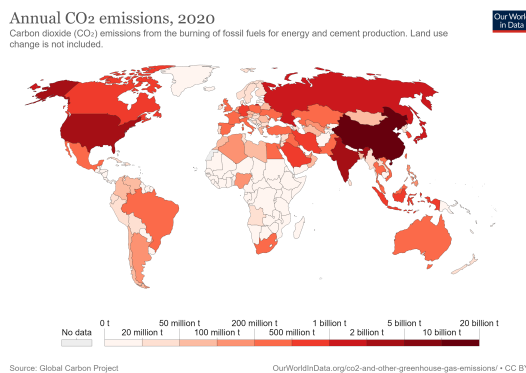 Annual CO₂ emissions, 2020
Our World
in Data
Carbon dioxide (CO₂) emissions from the burning of fossil fuels for energy and cement production. Land use
change is not included.
0 t 50 million t 200 million t 1 billion t 5 billion t 20 billion t
No data 20 million t 100 million t 500 million t 2 billion t 10 billion t
Source: Global Carbon Project OurWorldInData.org/co2-and-other-greenhouse-gas-emissions/ • CC B